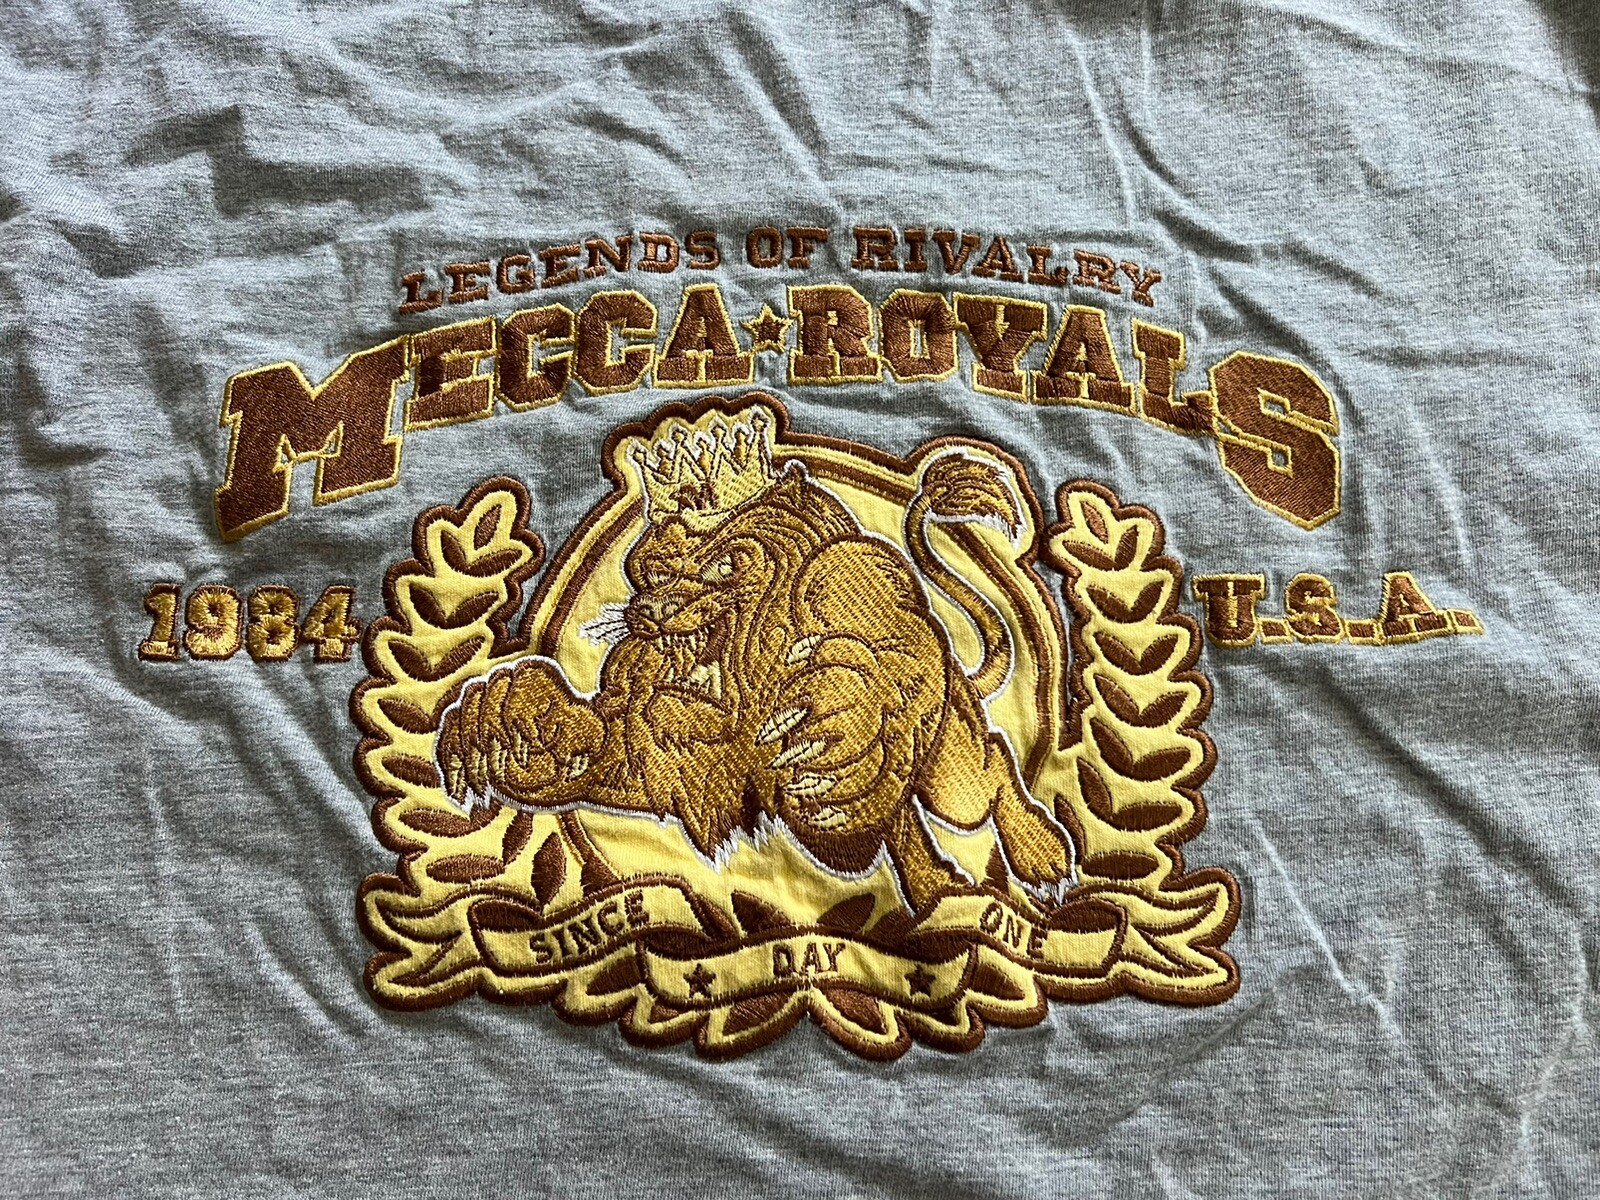 LEGENDS OF RIVALRY
MECCA★ROYALS
1984
U.S.A.
SINCE
DAY
ONE